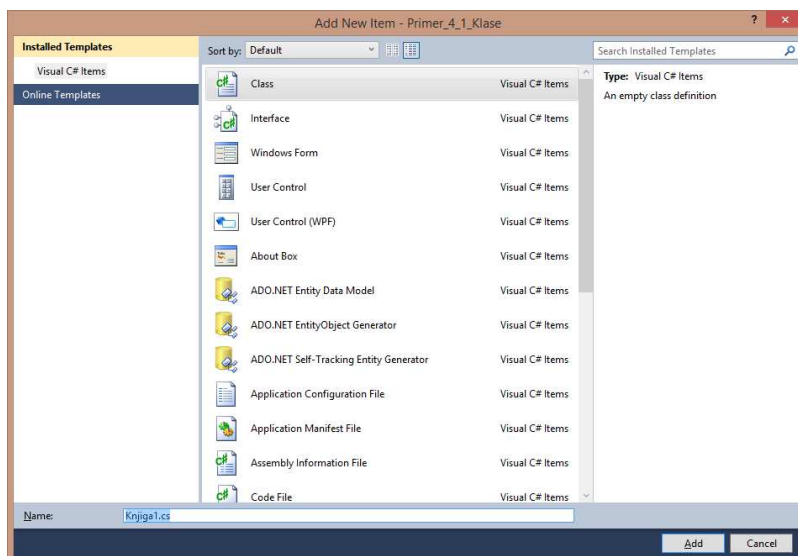 Add New Item - Primer_4_1_Klase
?
Installed Templates
Visual C# Items
Online Templates
Sort by: Default
Search Installed Templates
Class Visual C# Items
Interface Visual C# Items
Windows Form Visual C# Items
User Control Visual C# Items
User Control (WPF) Visual C# Items
About Box Visual C# Items
ADO.NET Entity Data Model Visual C# Items
ADO.NET EntityObject Generator Visual C# Items
ADO.NET Self-Tracking Entity Generator Visual C# Items
Application Configuration File Visual C# Items
Application Manifest File Visual C# Items
Assembly Information File Visual C# Items
Code File Visual C# Items
Type: Visual C# Items
An empty class definition
Name: Knjiga1.cs
Add Cancel